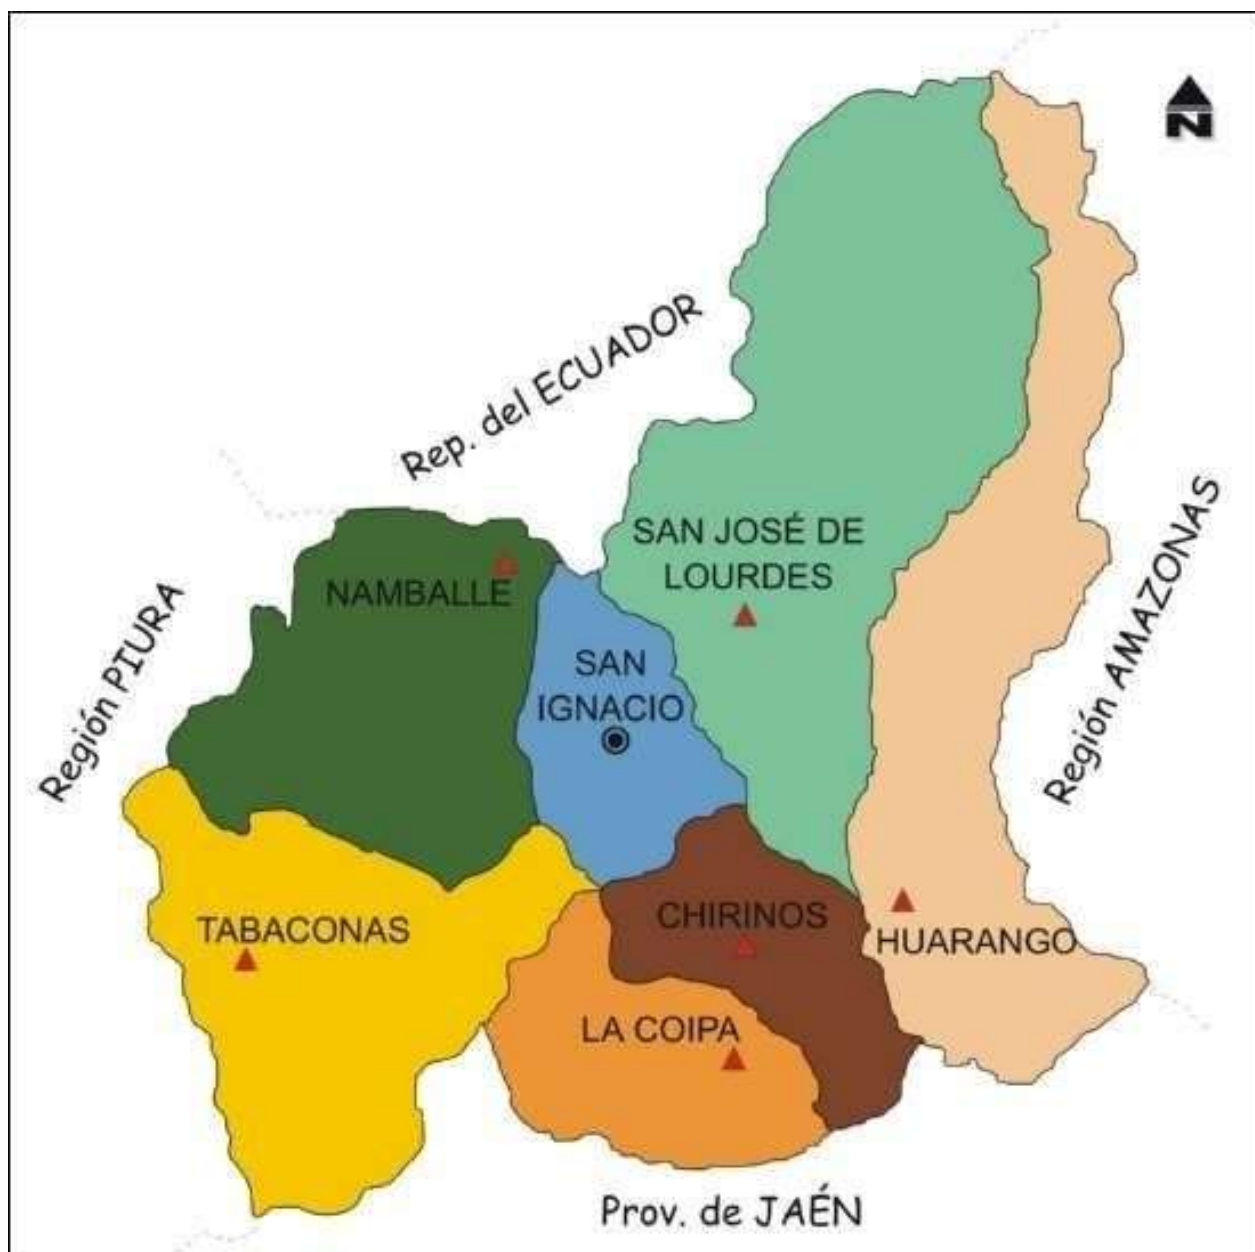 N
Rep. del ECUADOR
Región PIURA
Región AMAZONAS
SAN JOSÉ DE
LOURDES
NAMBALLE
SAN
IGNACIO
TABACONAS
CHIRINOS
HUARANGO
LA COIPA
Prov. de JAÉN